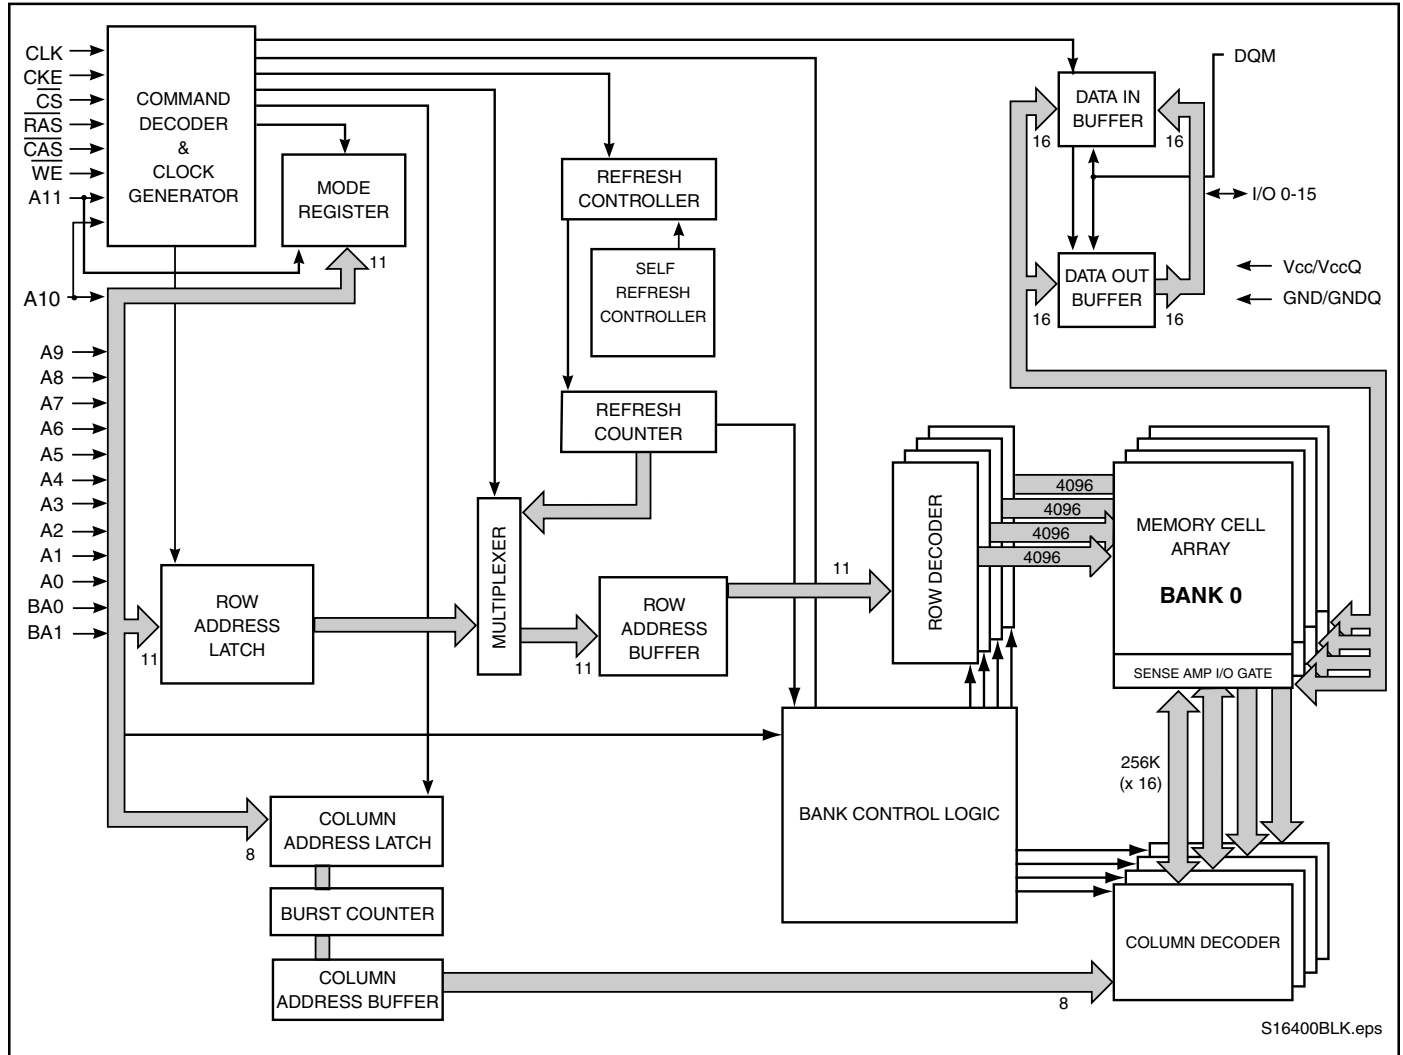 CLK
CKE
CS
RAS
CAS
WE
A11
A10
A9
A8
A7
A6
A5
A4
A3
A2
A1
A0
BA0
BA1
COMMAND
DECODER
&
CLOCK
GENERATOR
MODE
REGISTER
11
REFRESH
CONTROLLER
SELF
REFRESH
CONTROLLER
REFRESH
COUNTER
DATA IN
BUFFER
16
16
DQM
I/O 0-15
DATA OUT
BUFFER
16
16
Vcc/VccQ
GND/GNDQ
ROW
ADDRESS
LATCH
11
MULTIPLEXER
11
ROW
ADDRESS
BUFFER
11
ROW DECODER
4096
4096
4096
4096
MEMORY CELL
ARRAY
BANK 0
SENSE AMP I/O GATE
256K
(x 16)
BANK CONTROL LOGIC
COLUMN
ADDRESS LATCH
8
BURST COUNTER
COLUMN
ADDRESS BUFFER
8
COLUMN DECODER
S16400BLK.eps